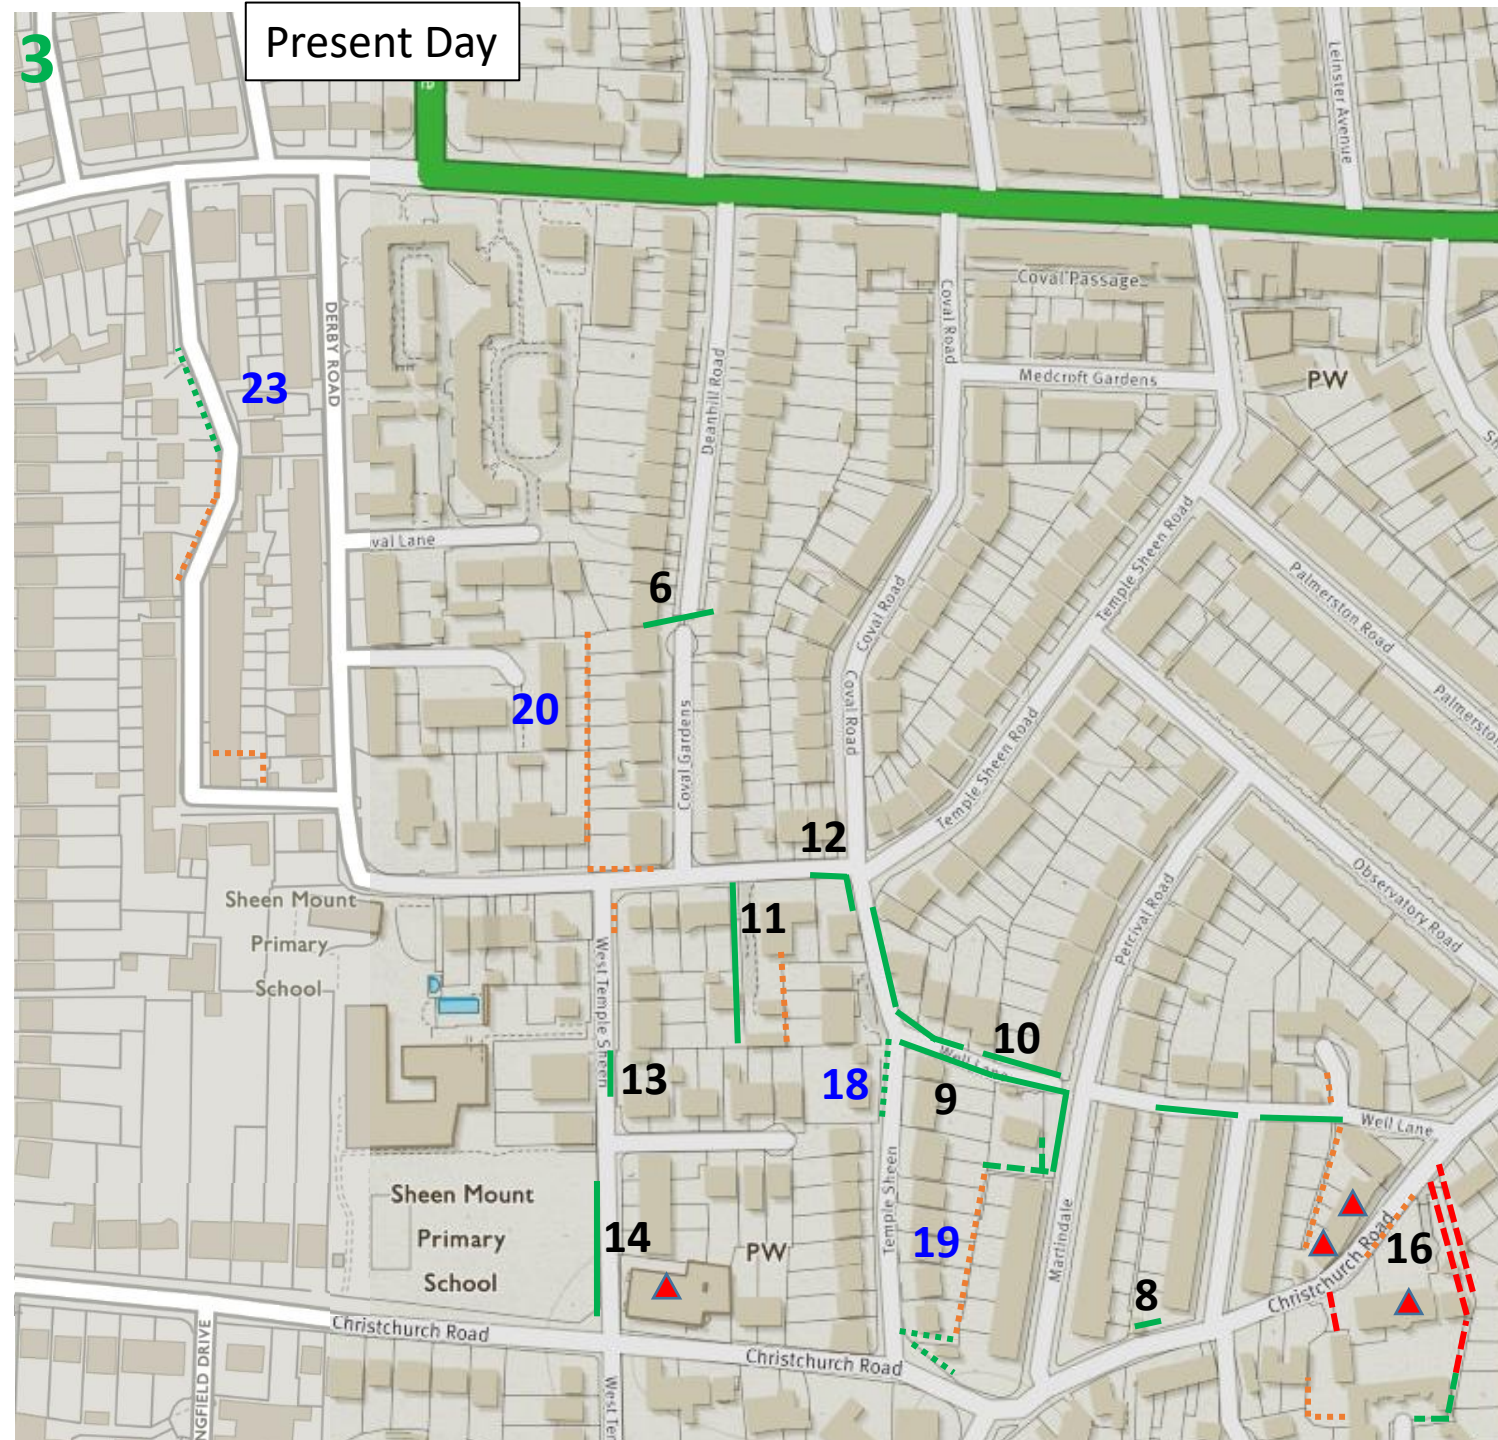 Present Day
3
Leinster Avenue
Coval Passage
DERBY ROAD
Coval Road
23
Deanhill Road
Medcroft Gardens
PW
val Lane
6
Temple Sheen Road
Palmerston Road
Coval Road
20
Coval Road
Palmerston
Coval Gardens
Temple Sheen Road
12
Sheen Mount
Primary
School
11
Observatory Road
Percival Road
West Temple Sheen
10
Well Lane
13
18
9
Well Lane
Sheen Mount
Primary
School
14
PW
Temple Sheen
19
Martindale
16
8
Christchurch Road
Christchurch Road
Christchurch Road
NGFIELD DRIVE
West Ter